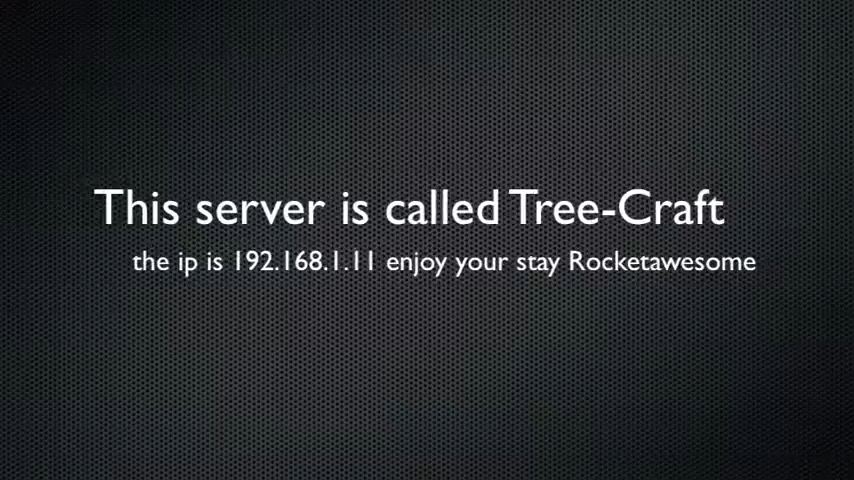 This server is called Tree-Craft
the ip is 192.168.1.11 enjoy your stay Rocketawesome